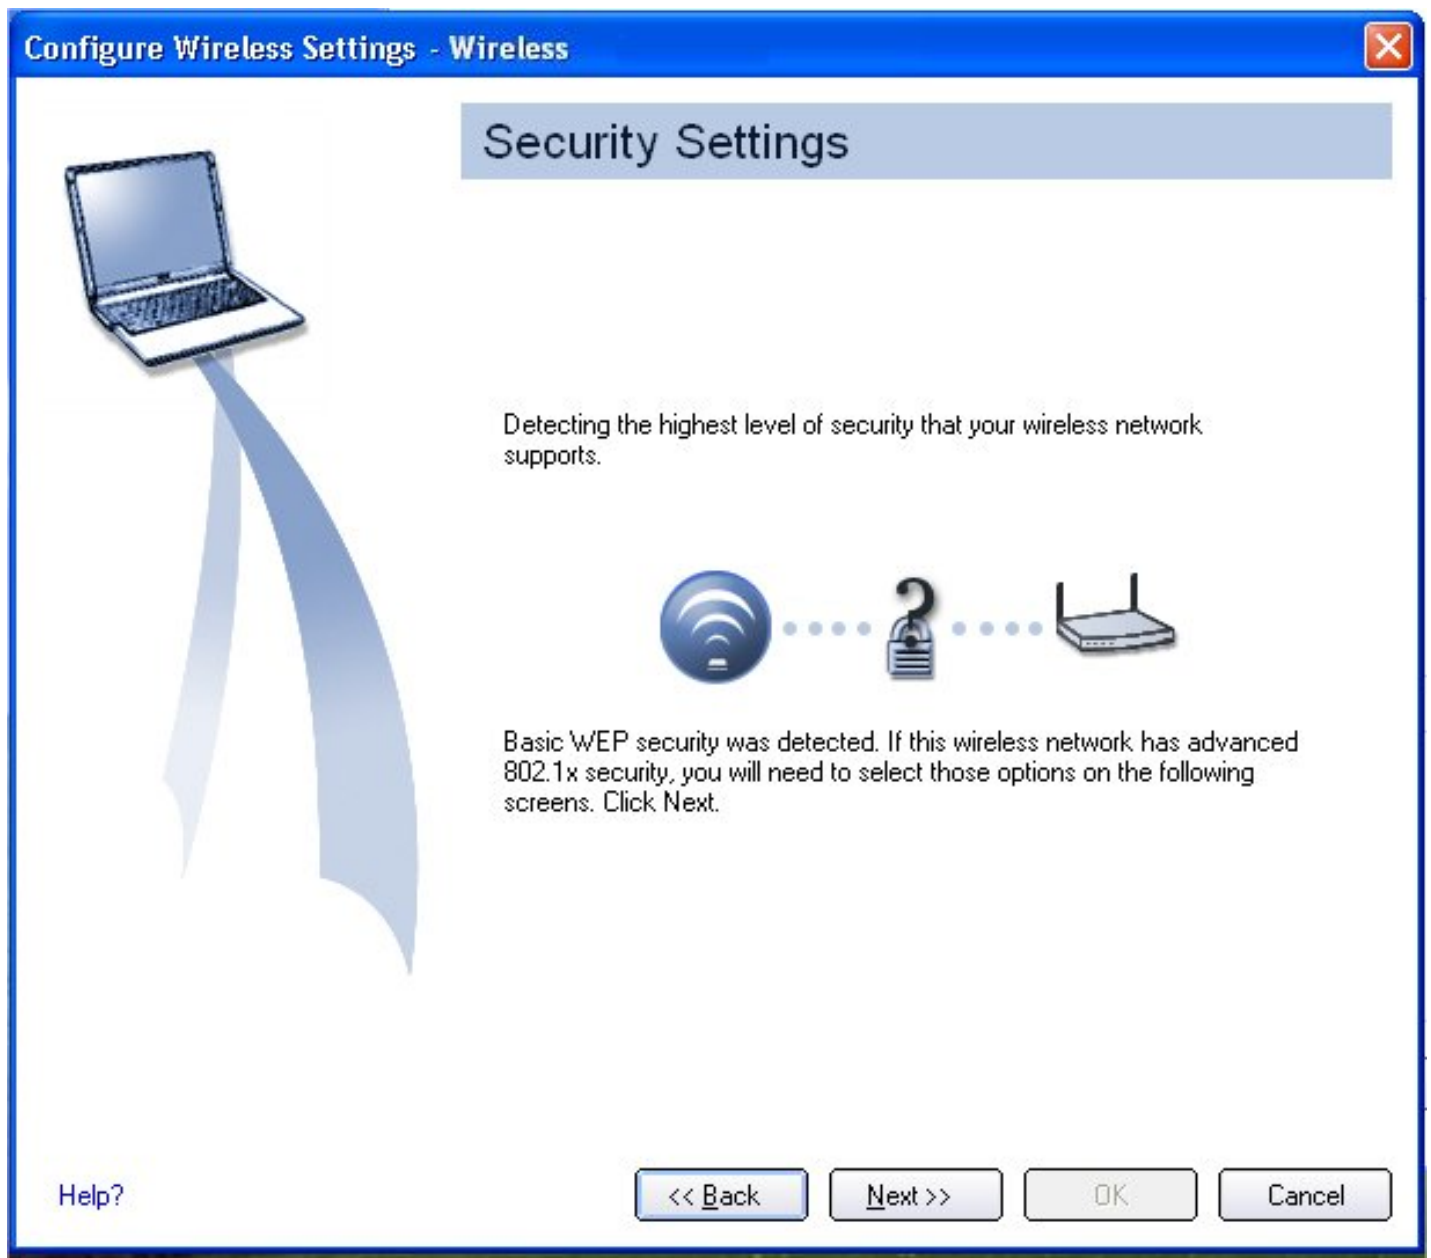 Configure Wireless Settings - Wireless
Security Settings
Detecting the highest level of security that your wireless network
supports.
Basic WEP security was detected. If this wireless network has advanced
802.1x security, you will need to select those options on the following
screens. Click Next.
Help?
<< Back
Next >>
OK
Cancel